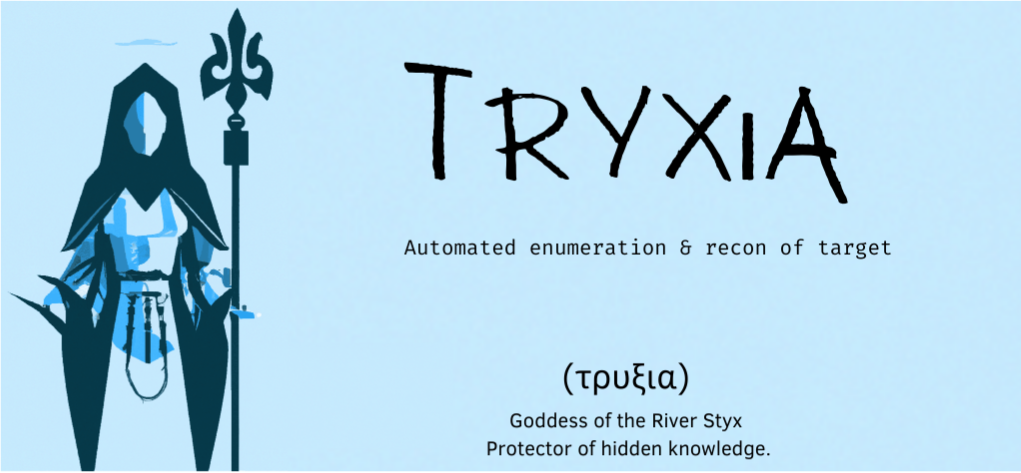 TRYXIA
Automated enumeration & recon of target
(τρυξια)
Goddess of the River Styx
Protector of hidden knowledge.